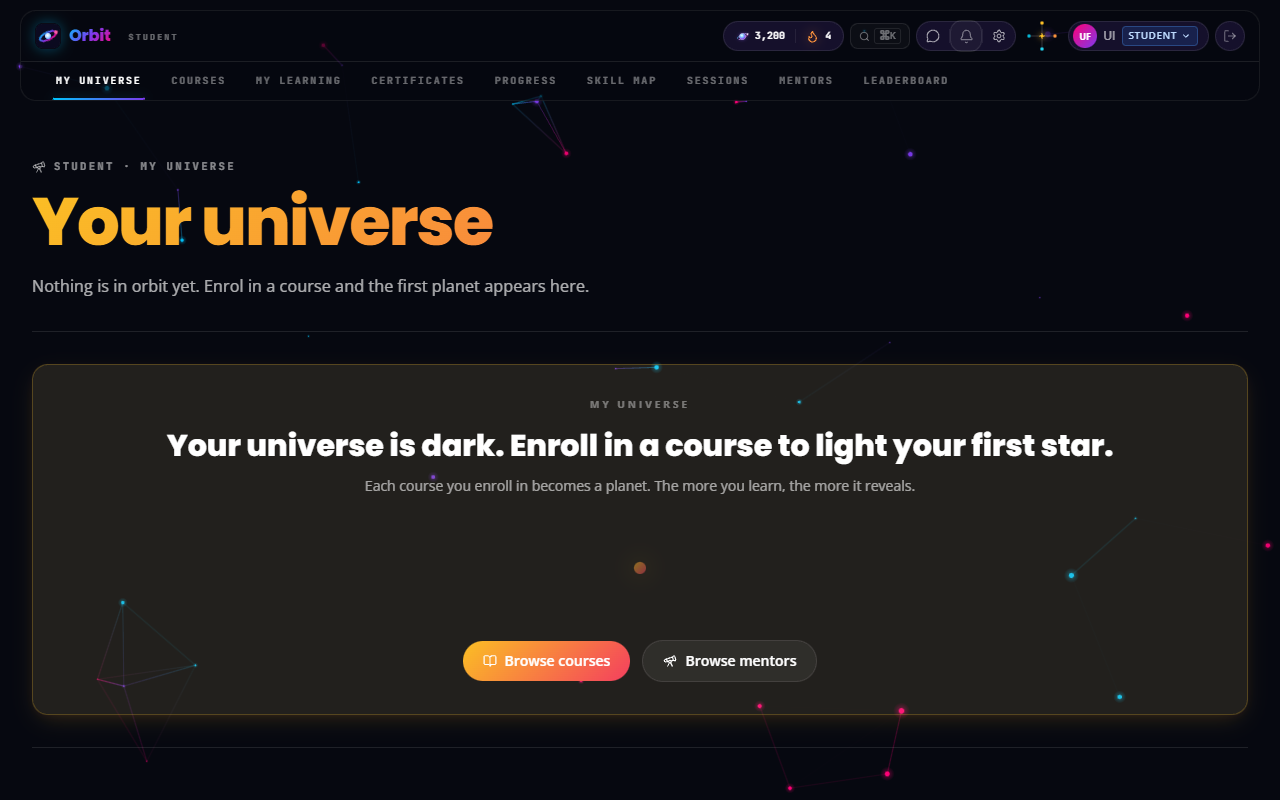 Orbit STUDENT
3,200 4 ⌘K UF UI STUDENT
MY UNIVERSE COURSES MY LEARNING CERTIFICATES PROGRESS SKILL MAP SESSIONS MENTORS LEADERBOARD
STUDENT · MY UNIVERSE
Your universe
Nothing is in orbit yet. Enrol in a course and the first planet appears here.
MY UNIVERSE
Your universe is dark. Enroll in a course to light your first star.
Each course you enroll in becomes a planet. The more you learn, the more it reveals.
Browse courses Browse mentors